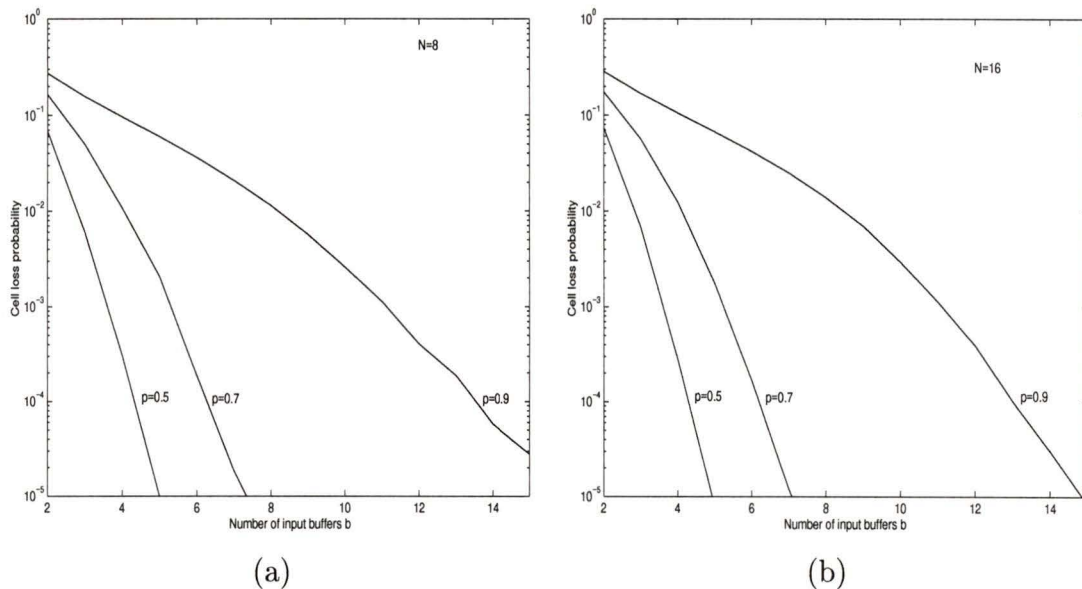 10^0
10^-1
10^-2
10^-3
10^-4
10^-5
Cell loss probability
N=8
p=0.5
p=0.7
p=0.9
2 4 6 8 10 12 14
Number of input buffers b
(a)
10^0
10^-1
10^-2
10^-3
10^-4
10^-5
Cell loss probability
N=16
p=0.5
p=0.7
p=0.9
2 4 6 8 10 12 14
Number of input buffers b
(b)